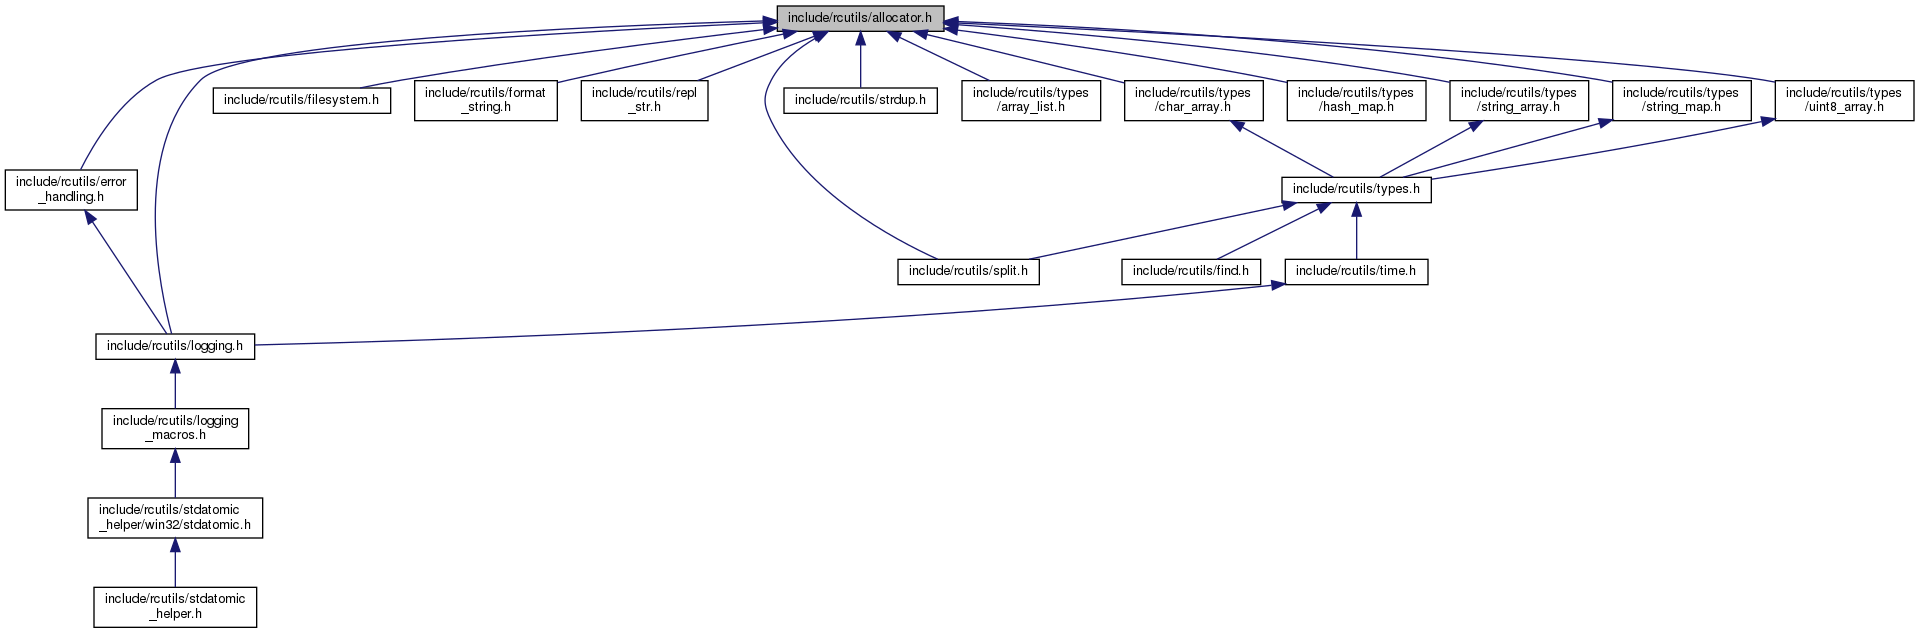 include/rcutils/allocator.h
include/rcutils/filesystem.h
include/rcutils/format
_string.h
include/rcutils/repl
_str.h
include/rcutils/strdup.h
include/rcutils/types
/array_list.h
include/rcutils/types
/char_array.h
include/rcutils/types
/hash_map.h
include/rcutils/types
/string_array.h
include/rcutils/types
/string_map.h
include/rcutils/types
/uint8_array.h
include/rcutils/error
_handling.h
include/rcutils/types.h
include/rcutils/split.h
include/rcutils/find.h
include/rcutils/time.h
include/rcutils/logging.h
include/rcutils/logging
_macros.h
include/rcutils/stdatomic
_helper/win32/stdatomic.h
include/rcutils/stdatomic
_helper.h